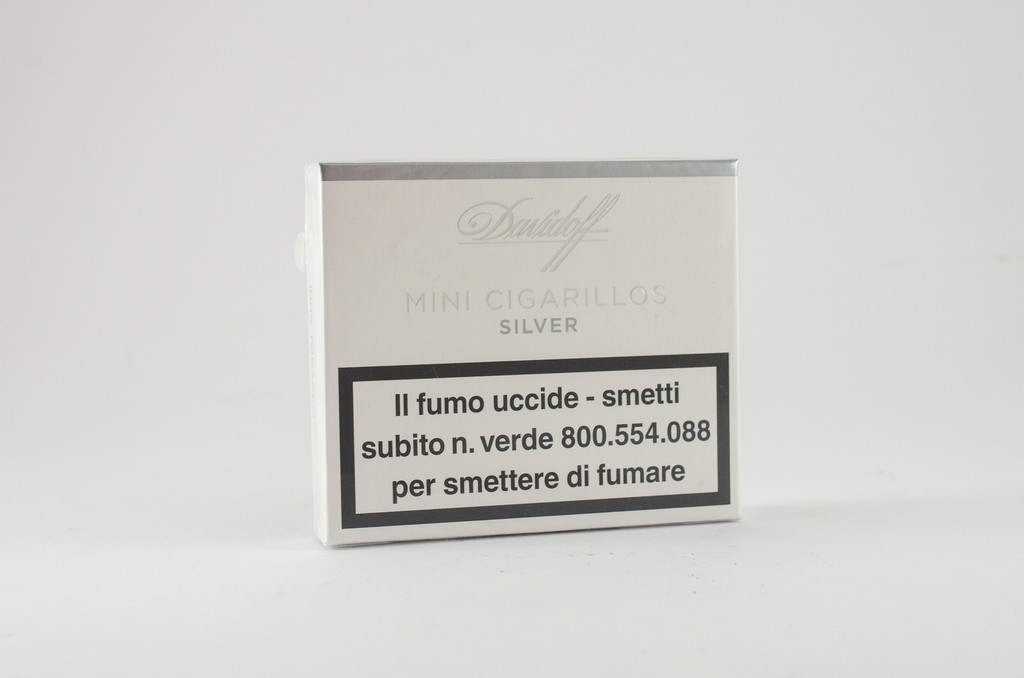 Davidoff
MINI CIGARILLOS
SILVER
Il fumo uccide - smetti
subito n. verde 800.554.088
per smettere di fumare